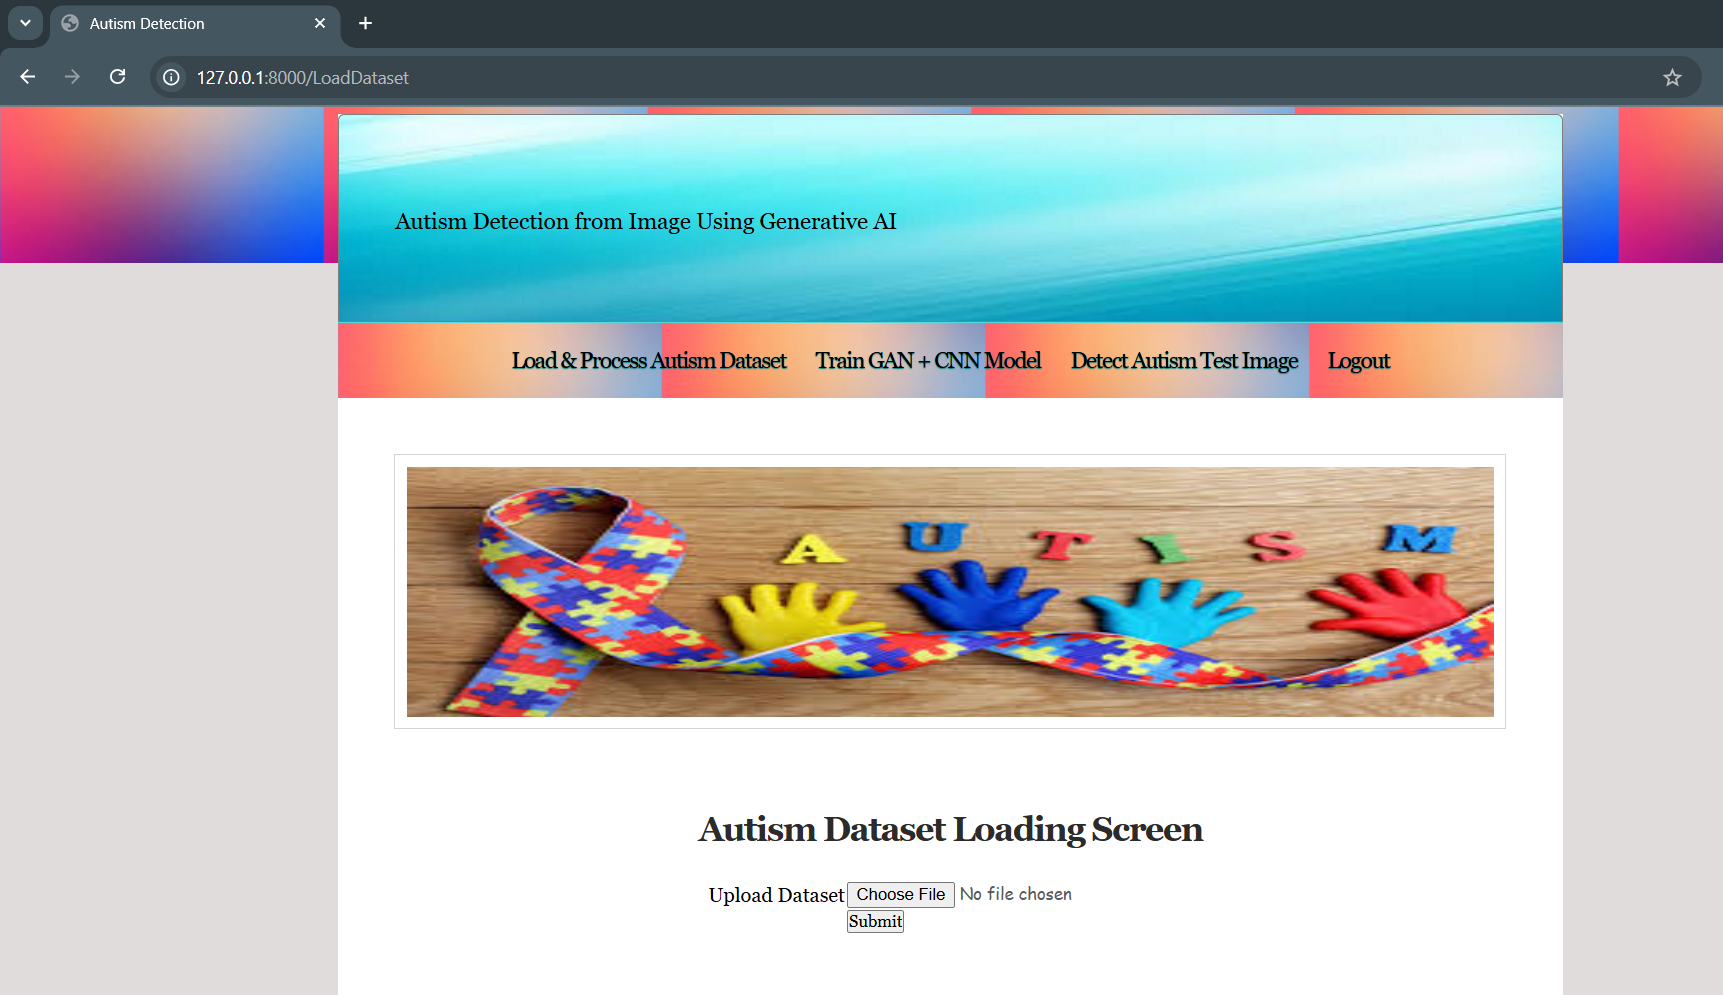 Autism Detection
127.0.0.1:8000/LoadDataset
Autism Detection from Image Using Generative AI
Load & Process Autism Dataset Train GAN + CNN Model Detect Autism Test Image Logout
A U T I S M
Autism Dataset Loading Screen
Upload Dataset Choose File No file chosen
Submit